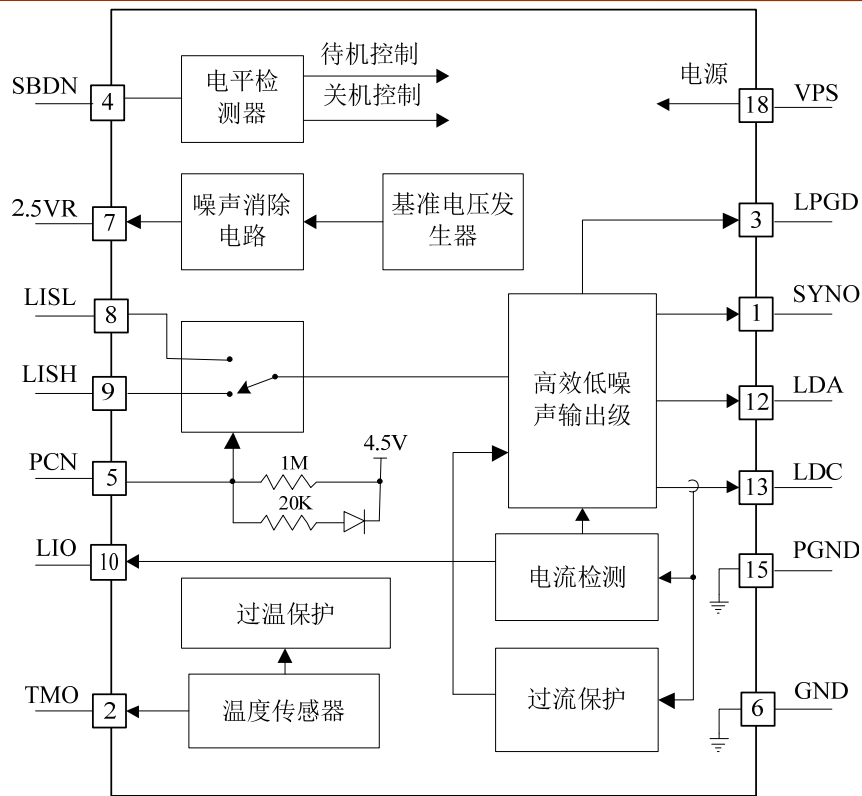 SBDN
4
电平检
测器
待机控制
关机控制
电源
18
VPS
2.5VR
7
噪声消除
电路
基准电压发
生器
3
LPGD
LISL
8
1
SYNO
LISH
9
高效低噪
声输出级
12
LDA
PCN
5
1M
4.5V
20K
13
LDC
LIO
10
电流检测
15
PGND
过温保护
TMO
2
温度传感器
过流保护
6
GND